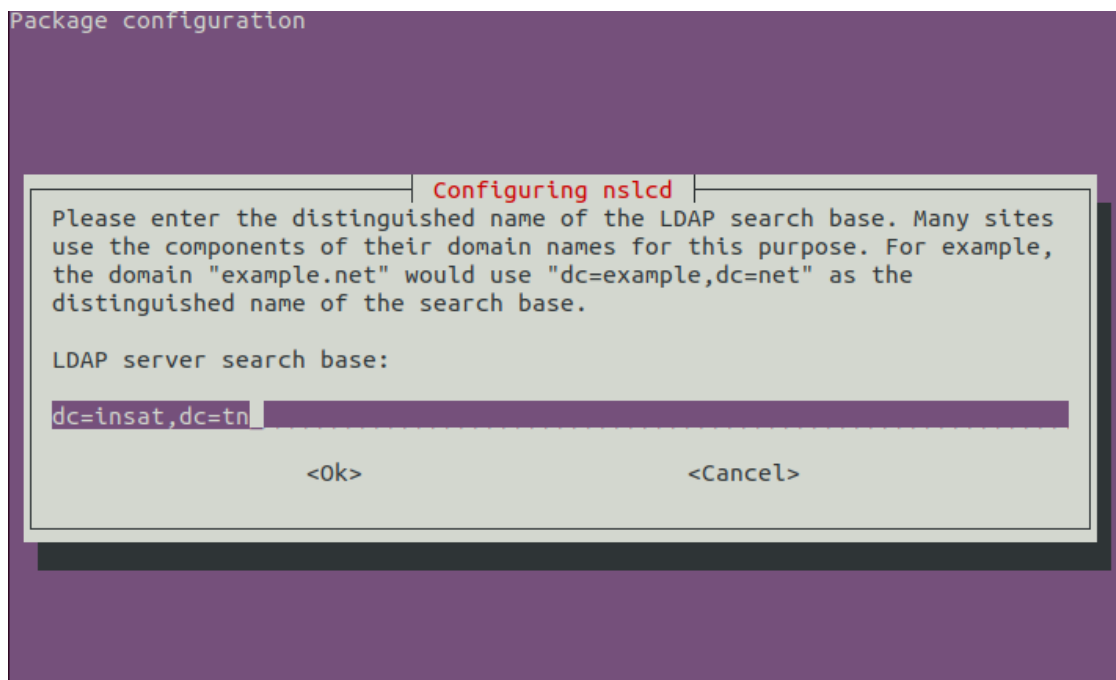 Package configuration
Configuring nslcd
Please enter the distinguished name of the LDAP search base. Many sites
use the components of their domain names for this purpose. For example,
the domain "example.net" would use "dc=example,dc=net" as the
distinguished name of the search base.
LDAP server search base:
dc=insat,dc=tn
<Ok> <Cancel>